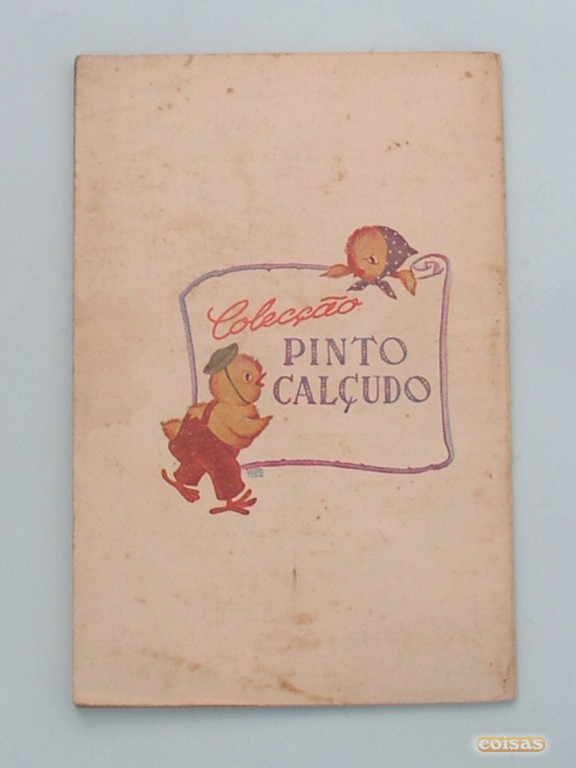 Colecção
PINTO
CALÇUDO
coisas